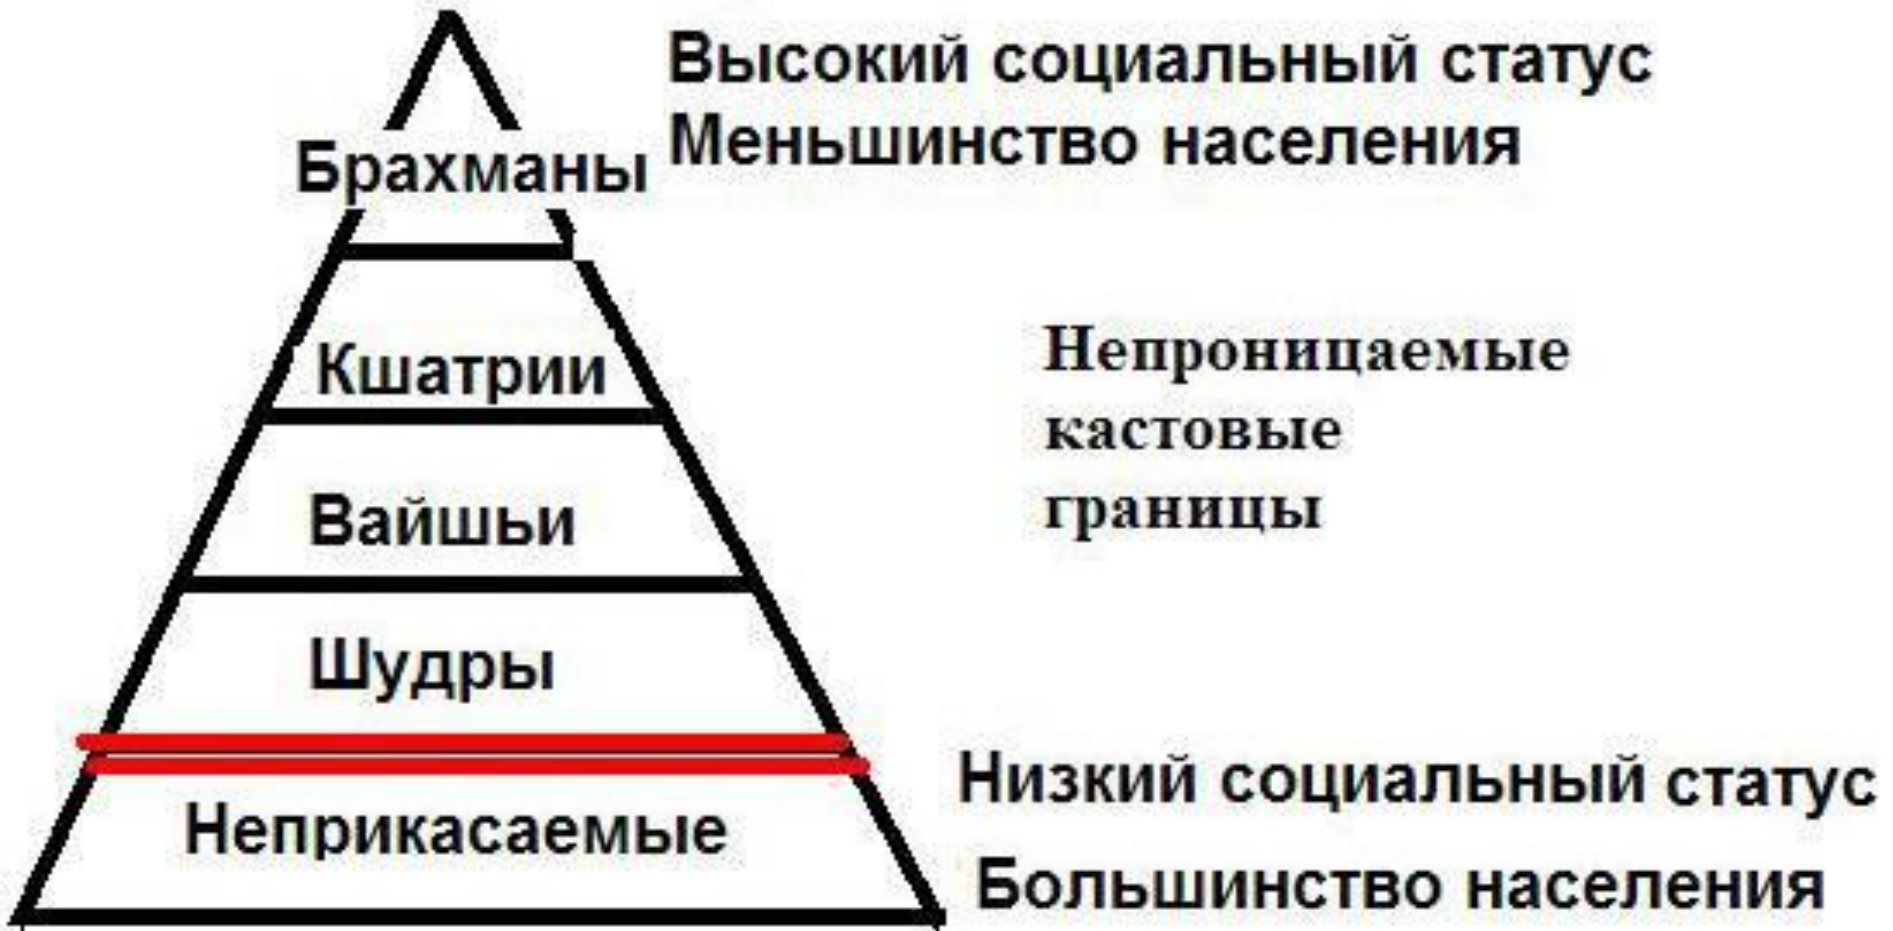 Высокий социальный статус
Меньшинство населения
Брахманы
Кшатрии
Непроницаемые
кастовые
границы
Вайшьи
Шудры
Неприкасаемые
Низкий социальный статус
Большинство населения